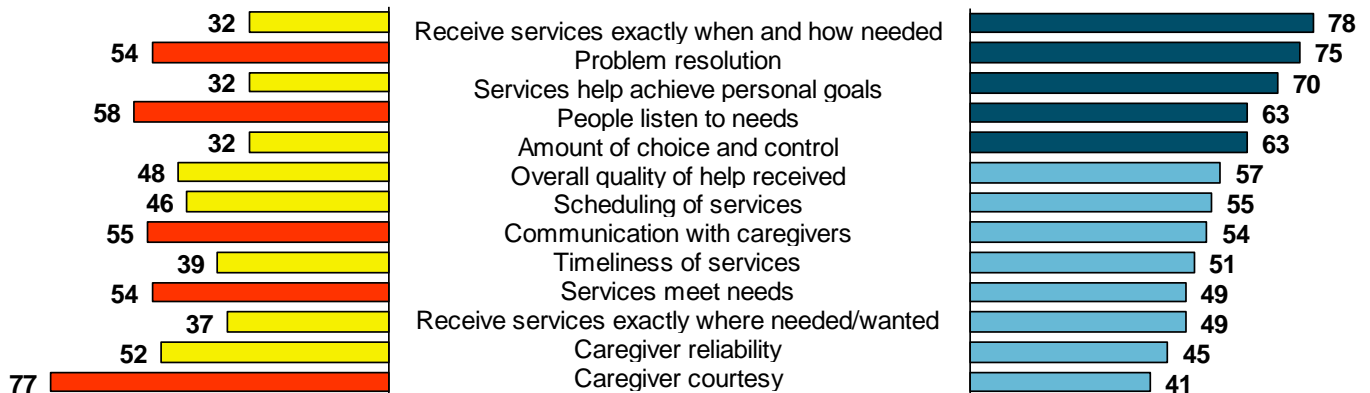 32 Receive services exactly when and how needed 78
54 Problem resolution 75
32 Services help achieve personal goals 70
58 People listen to needs 63
32 Amount of choice and control 63
48 Overall quality of help received 57
46 Scheduling of services 55
55 Communication with caregivers 54
39 Timeliness of services 51
54 Services meet needs 49
37 Receive services exactly where needed/wanted 49
52 Caregiver reliability 45
77 Caregiver courtesy 41